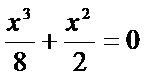 x³/8 + x²/2 = 0